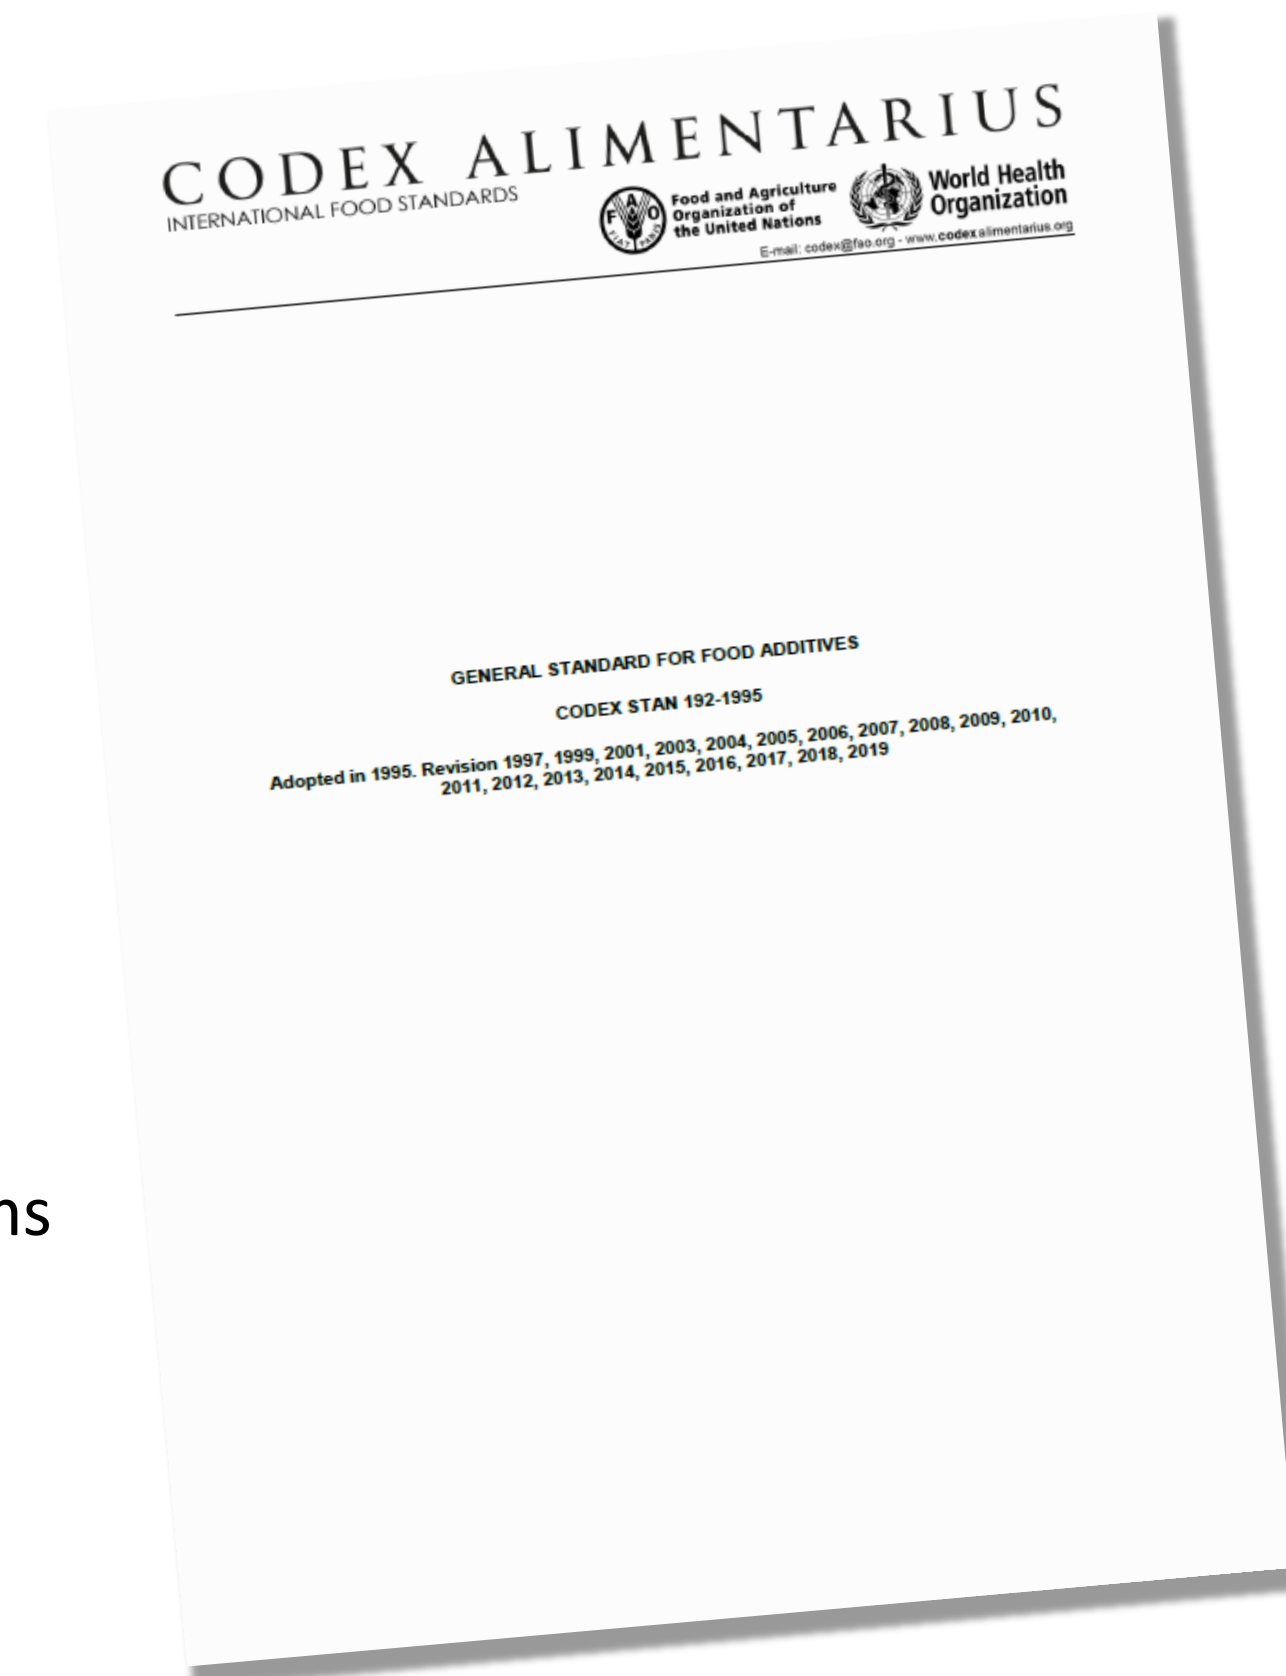 CODEX ALIMENTARIUS
INTERNATIONAL FOOD STANDARDS
F A O
FIAT PANIS
Food and Agriculture
Organization of
the United Nations
World Health
Organization
E-mail: codex@fao.org - www.codexalimentarius.org
GENERAL STANDARD FOR FOOD ADDITIVES
CODEX STAN 192-1995
Adopted in 1995. Revision 1997, 1999, 2001, 2003, 2004, 2005, 2006, 2007, 2008, 2009, 2010,
2011, 2012, 2013, 2014, 2015, 2016, 2017, 2018, 2019